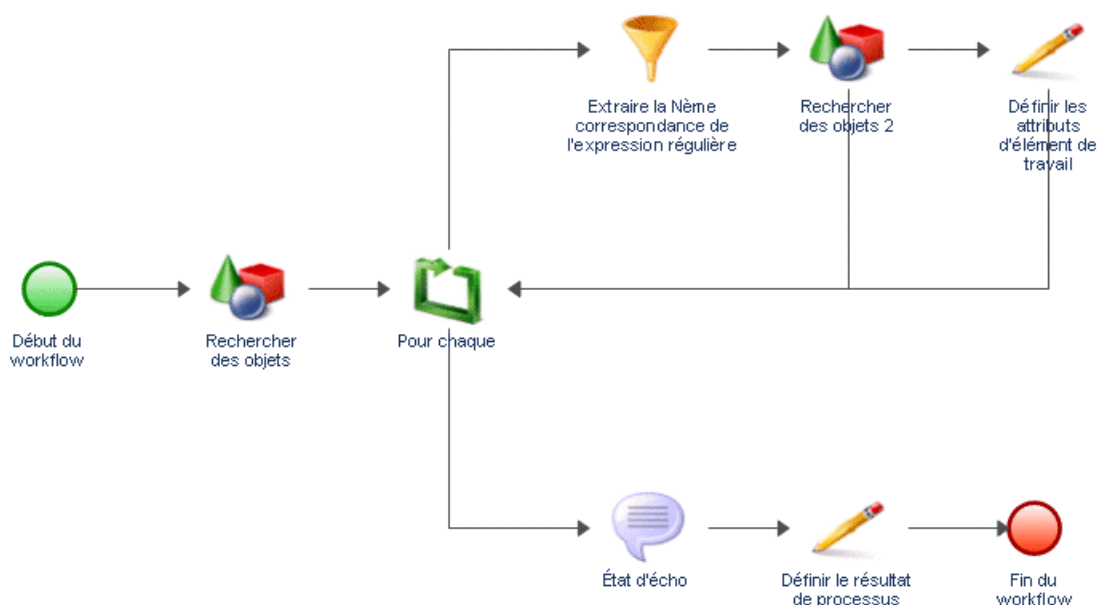 Extraire la Nème
correspondance de
l'expression régulière
Rechercher
des objets 2
Définir les
attributs
d'élément de
travail
Début du
workflow
Rechercher
des objets
Pour chaque
État d'écho
Définir le résultat
de processus
Fin du
workflow